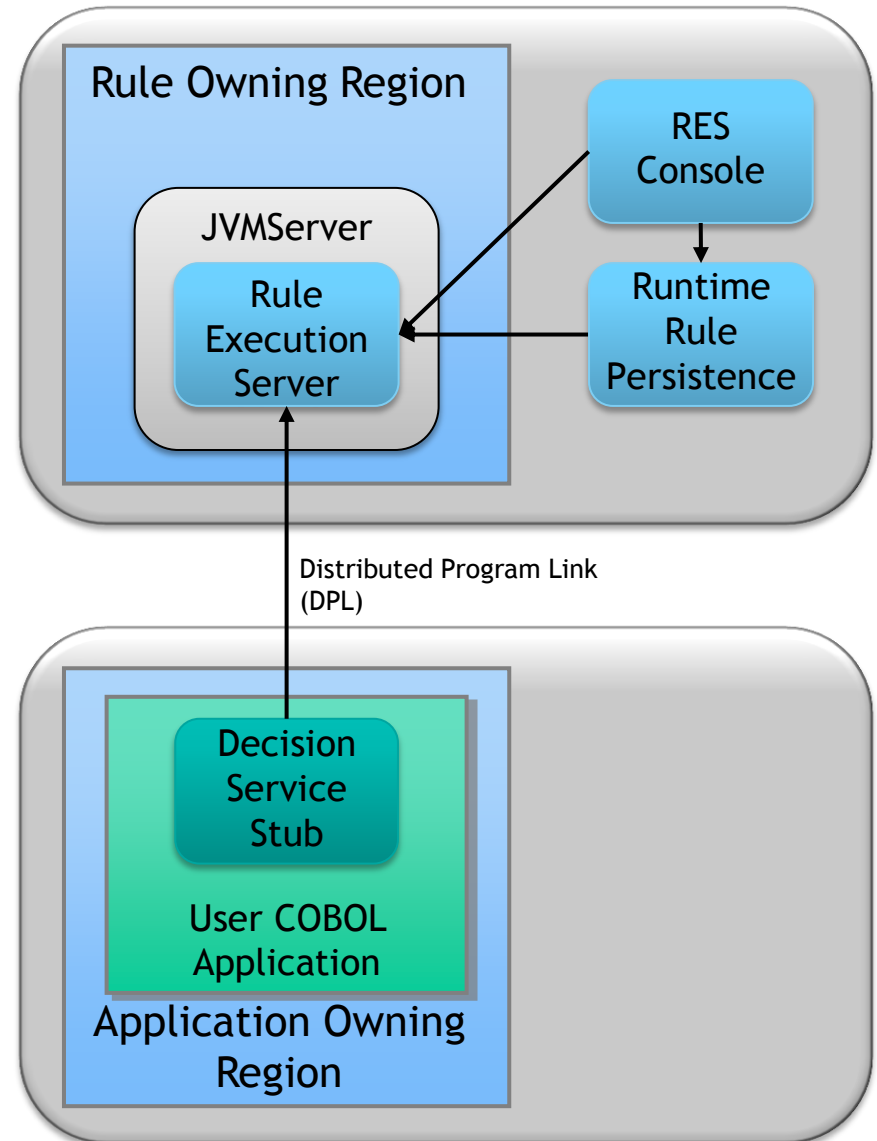 Rule Owning Region
JVMServer
Rule
Execution
Server
RES
Console
Runtime
Rule
Persistence
Distributed Program Link
(DPL)
Decision
Service
Stub
User COBOL
Application
Application Owning
Region